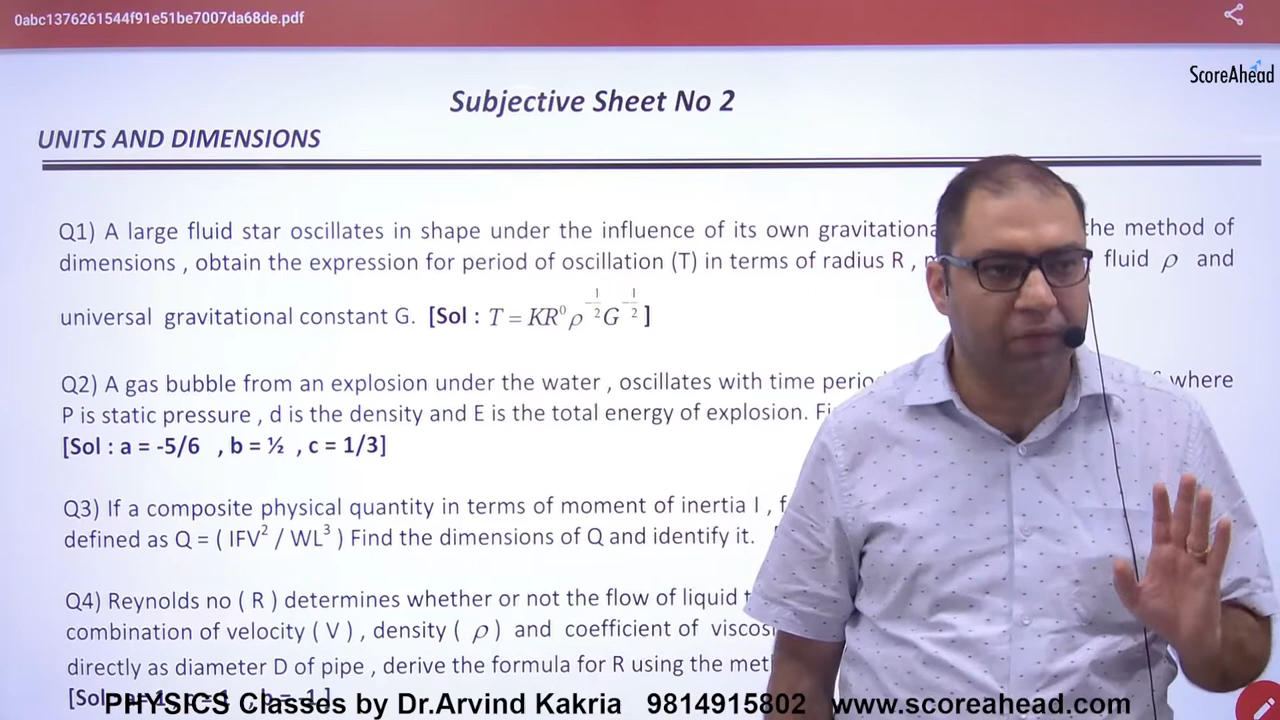 0abc1376261544f91e51be7007da68de.pdf
ScoreAhead
Subjective Sheet No 2
UNITS AND DIMENSIONS
Q1) A large fluid star oscillates in shape under the influence of its own gravitationa the method of
dimensions , obtain the expression for period of oscillation (T) in terms of radius R , fluid ρ and
universal gravitational constant G. [Sol : T = KR⁰ ρ^{-1/2} G^{-1/2} ]
Q2) A gas bubble from an explosion under the water , oscillates with time perio where
P is static pressure , d is the density and E is the total energy of explosion.
[Sol : a = -5/6 , b = ½ , c = 1/3]
Q3) If a composite physical quantity in terms of moment of inertia I ,
defined as Q = ( IFV² / WL³ ) Find the dimensions of Q and identify it.
Q4) Reynolds no ( R ) determines whether or not the flow of liquid
combination of velocity ( V ) , density ( ρ ) and coefficient of viscosi
directly as diameter D of pipe , derive the formula for R using the met
[Sol
PHYSICS Classes by Dr.Arvind Kakria 9814915802 www.scoreahead.com